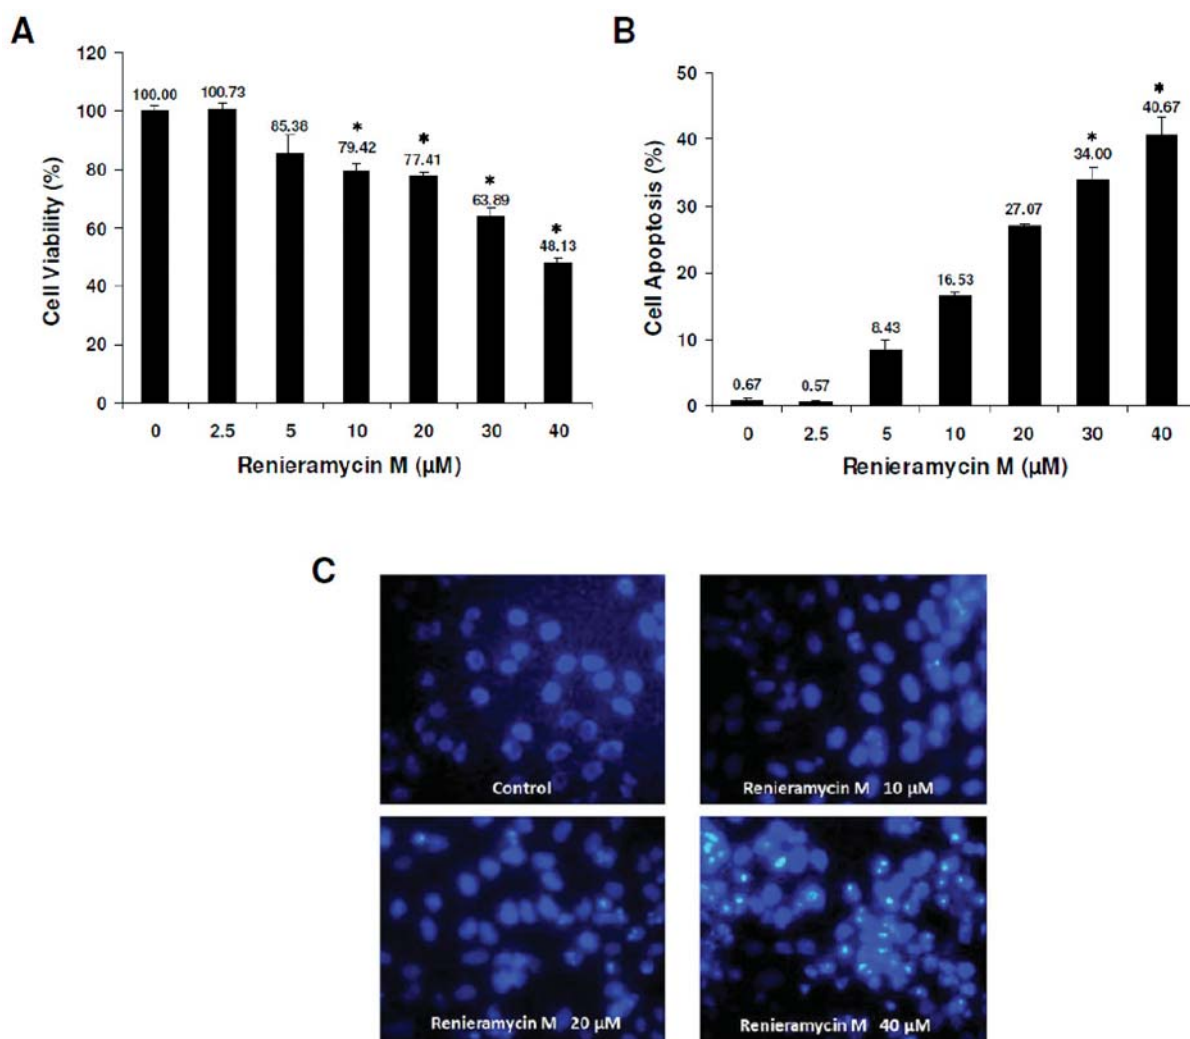 A
120
100
80
60
40
20
0
Cell Viability (%)
100.00
100.73
85.38
*
79.42
*
77.41
*
63.89
*
48.13
0 2.5 5 10 20 30 40
Renieramycin M (µM)
B
50
40
30
20
10
0
Cell Apoptosis (%)
0.67
0.57
8.43
16.53
27.07
*
34.00
*
40.67
0 2.5 5 10 20 30 40
Renieramycin M (µM)
C
Control
Renieramycin M 10 µM
Renieramycin M 20 µM
Renieramycin M 40 µM